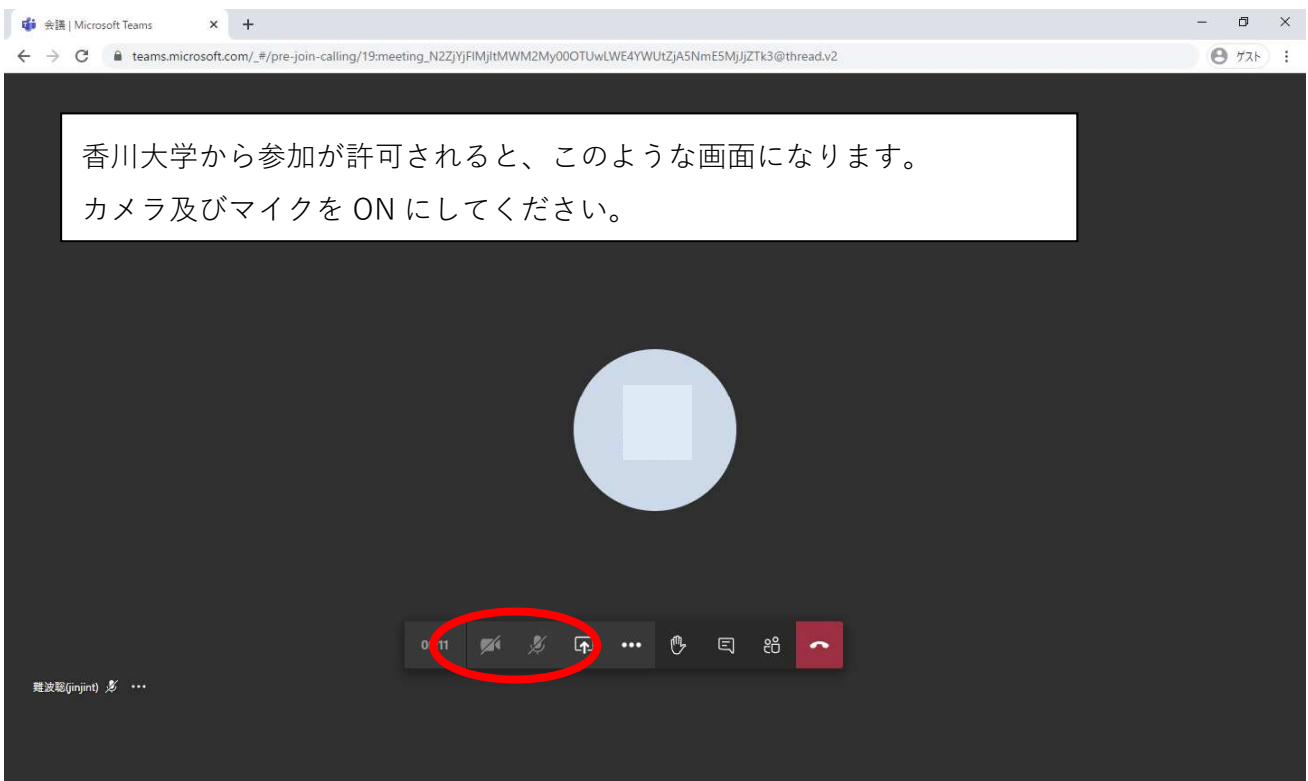 会議 | Microsoft Teams
teams.microsoft.com/_#/pre-join-calling/19:meeting_N2ZjYjFlMjItMWM2My00OTUwLWE4YWUtZjA5NmE5MjJjZTk3@thread.v2
ゲスト
香川大学から参加が許可されると、このような画面になります。
カメラ及びマイクを ON にしてください。
難波聡(jinjint)